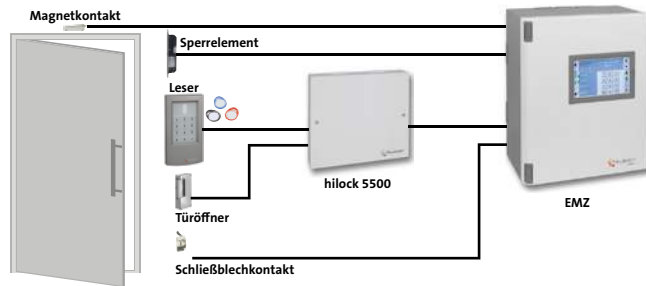 Magnetkontakt
Sperrelement
Leser
hilock 5500
Türöffner
EMZ
Schließblechkontakt